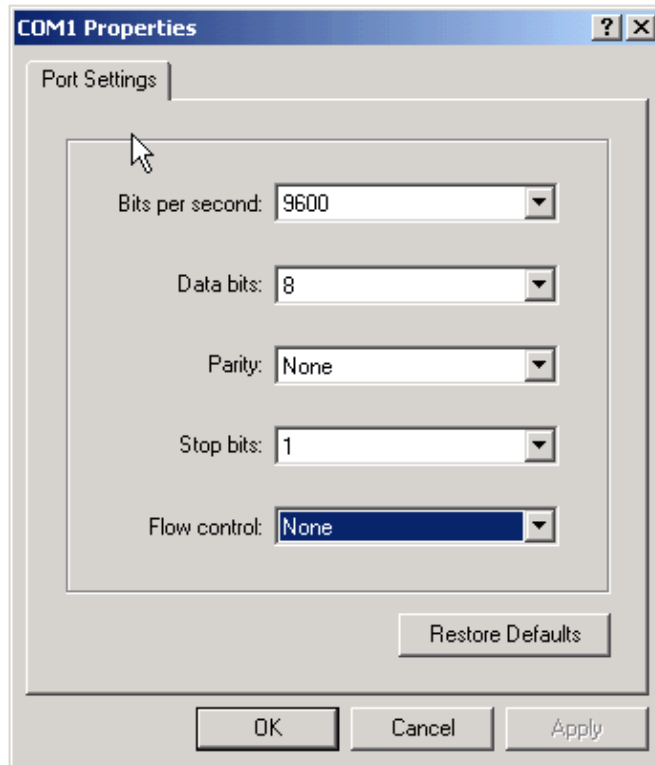 COM1 Properties
Port Settings
Bits per second: 9600
Data bits: 8
Parity: None
Stop bits: 1
Flow control: None
Restore Defaults
OK Cancel Apply